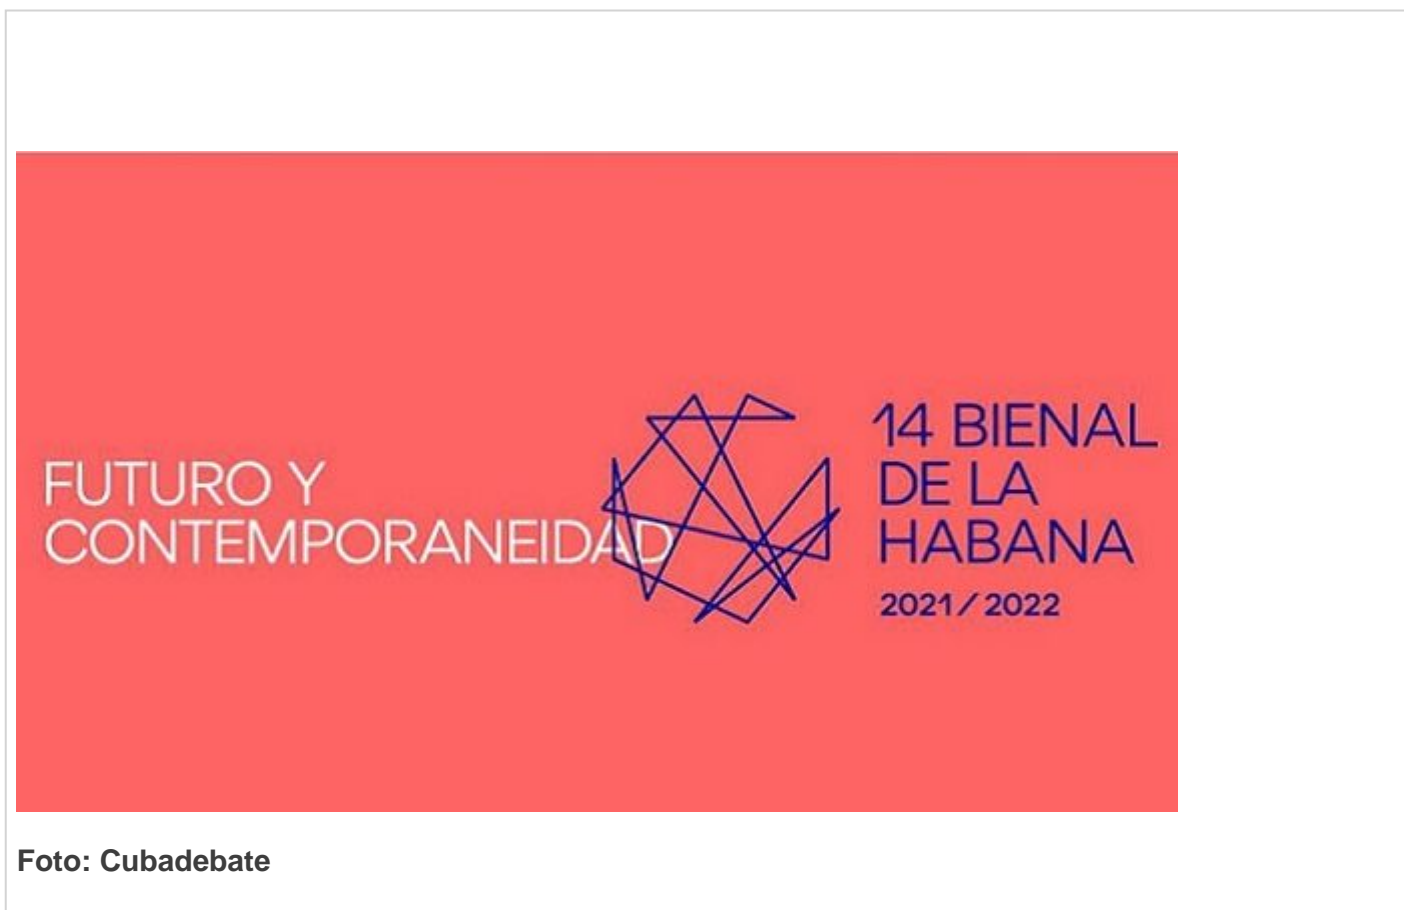 FUTURO Y
CONTEMPORANEIDAD
14 BIENAL
DE LA
HABANA
2021/2022
Foto: Cubadebate